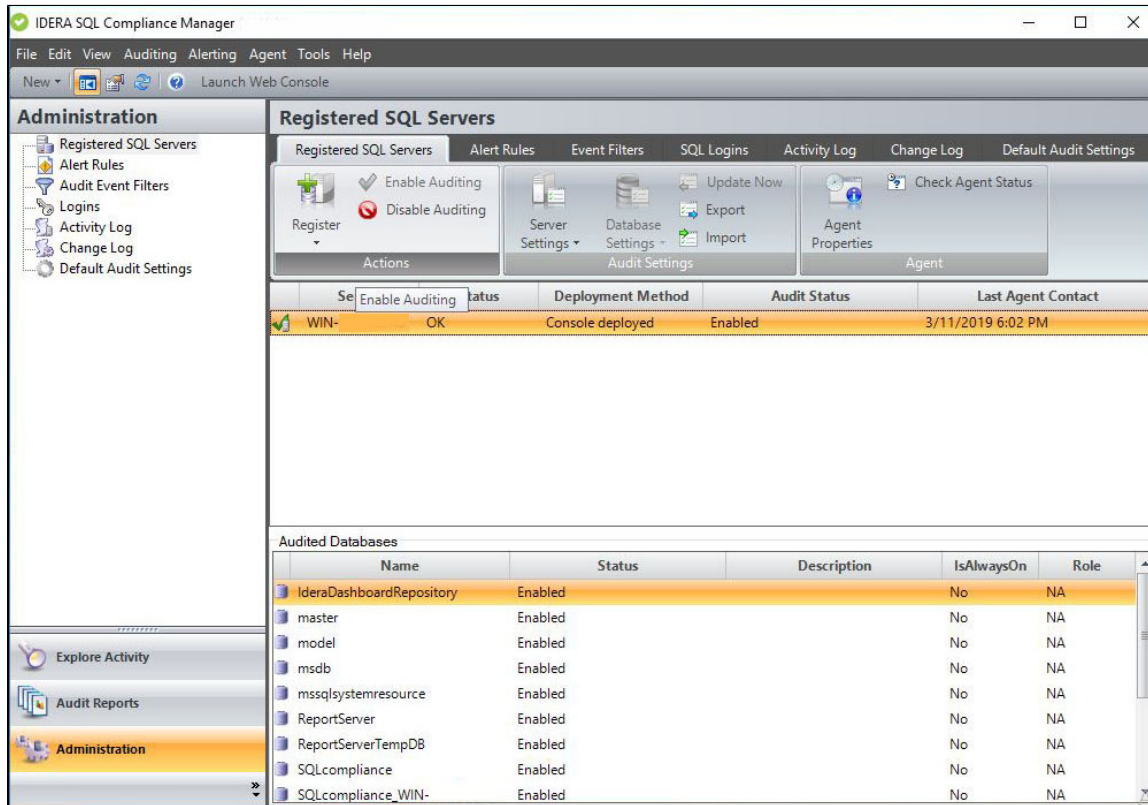 IDERA SQL Compliance Manager
File Edit View Auditing Alerting Agent Tools Help
New Launch Web Console
Administration
Registered SQL Servers
Alert Rules
Audit Event Filters
Logins
Activity Log
Change Log
Default Audit Settings
Explore Activity
Audit Reports
Administration
Registered SQL Servers
Registered SQL Servers Alert Rules Event Filters SQL Logins Activity Log Change Log Default Audit Settings
Register
Enable Auditing
Disable Auditing
Actions
Server Settings
Database Settings
Update Now
Export
Import
Audit Settings
Agent Properties
Check Agent Status
Agent
Se Enable Auditing tatus Deployment Method Audit Status Last Agent Contact
WIN- OK Console deployed Enabled 3/11/2019 6:02 PM
Audited Databases
Name Status Description IsAlwaysOn Role
IderaDashboardRepository Enabled No NA
master Enabled No NA
model Enabled No NA
msdb Enabled No NA
mssqlsystemresource Enabled No NA
ReportServer Enabled No NA
ReportServerTempDB Enabled No NA
SQLcompliance Enabled No NA
SQLcompliance_WIN- Enabled No NA